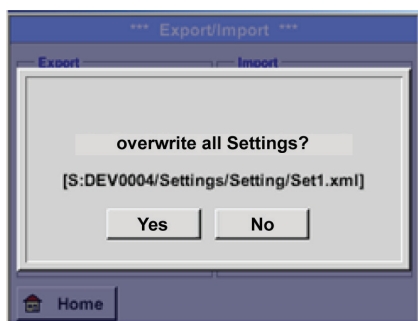 *** Export/Import ***
Export
Import
overwrite all Settings?
[S:DEV0004/Settings/Setting/Set1.xml]
Yes
No
Home